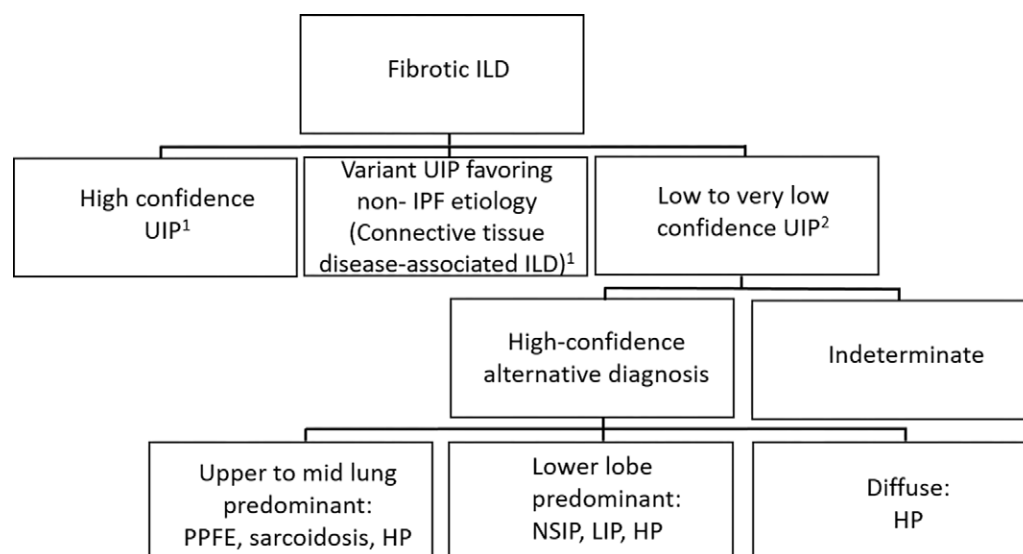 Fibrotic ILD
High confidence
UIP¹
Variant UIP favoring
non- IPF etiology
(Connective tissue
disease-associated ILD)¹
Low to very low
confidence UIP²
High-confidence
alternative diagnosis
Indeterminate
Upper to mid lung
predominant:
PPFE, sarcoidosis, HP
Lower lobe
predominant:
NSIP, LIP, HP
Diffuse:
HP